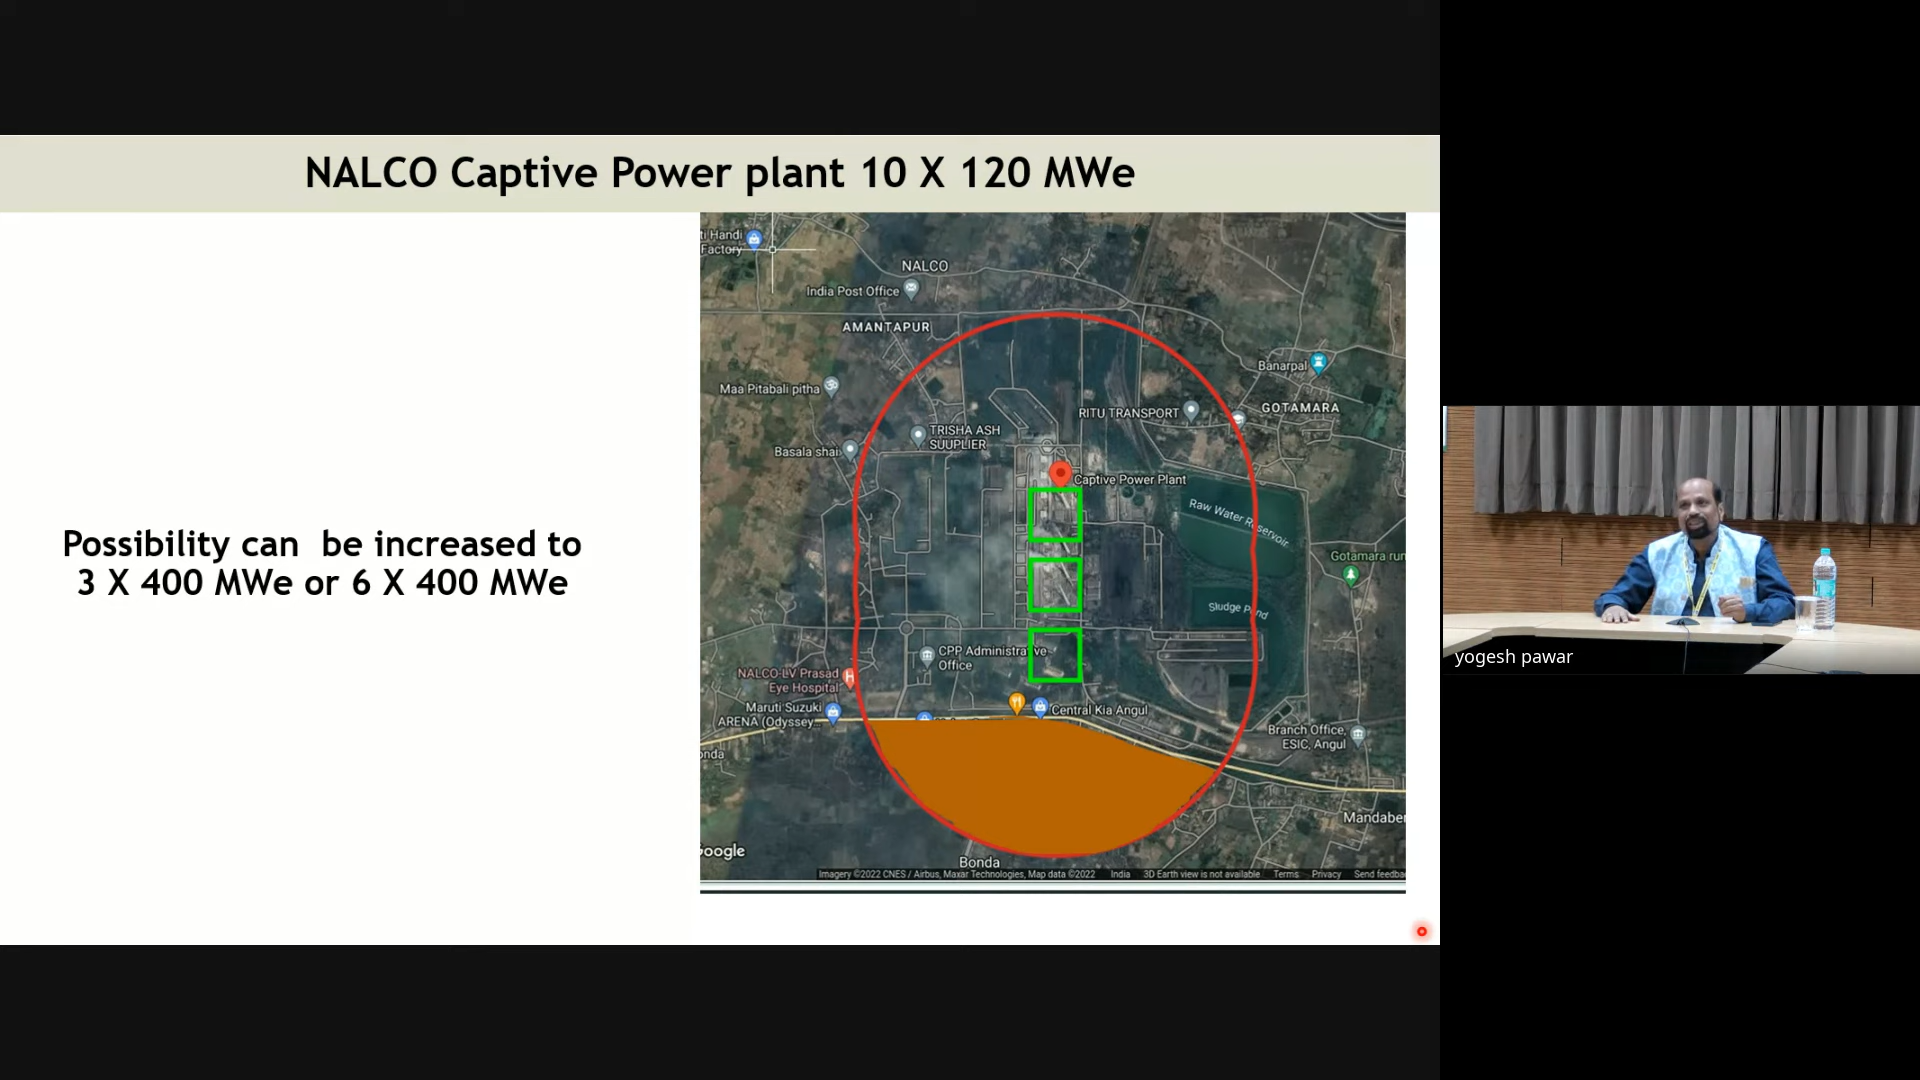 NALCO Captive Power plant 10 X 120 MWe
Possibility can be increased to
3 X 400 MWe or 6 X 400 MWe
ti Handi
Factory
NALCO
India Post Office
AMANTAPUR
Banarpal
Maa Pitabali pitha
GOTAMARA
RITU TRANSPORT
TRISHA ASH
SUUPLIER
Basala shai
Captive Power Plant
Raw Water Reservoir
Gotamara run
Sludge Pond
CPP Administrative
Office
NALCO-LV Prasad
Eye Hospital
Maruti Suzuki
ARENA (Odyssey...
Central Kia Angul
Branch Office,
ESIC, Angul
onda
Mandaber
Google
Bonda
Imagery ©2022 CNES / Airbus, Maxar Technologies, Map data ©2022 India 3D Earth view is not available Terms Privacy Send feedba
yogesh pawar